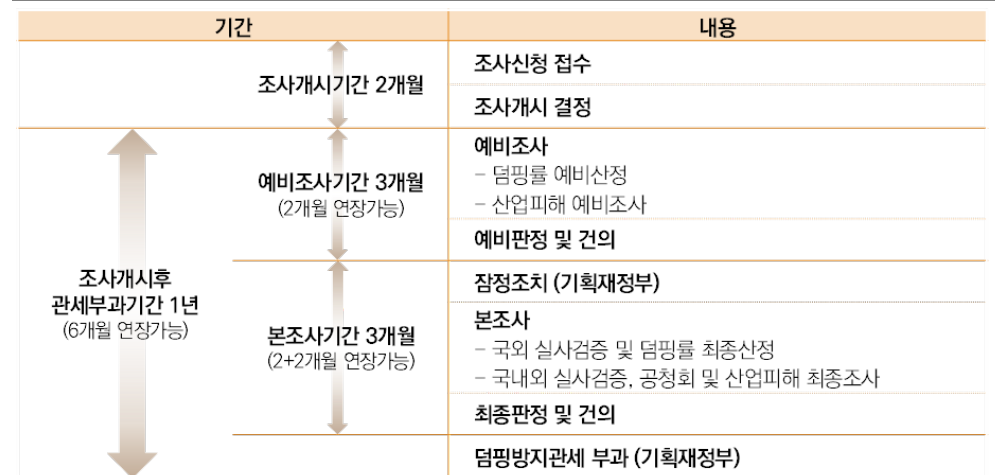 기간
내용
조사개시기간 2개월
조사신청 접수
조사개시 결정
조사개시후
관세부과기간 1년
(6개월 연장가능)
예비조사기간 3개월
(2개월 연장가능)
예비조사
– 덤핑률 예비산정
– 산업피해 예비조사
예비판정 및 건의
본조사기간 3개월
(2+2개월 연장가능)
잠정조치 (기획재정부)
본조사
– 국외 실사검증 및 덤핑률 최종산정
– 국내외 실사검증, 공청회 및 산업피해 최종조사
최종판정 및 건의
덤핑방지관세 부과 (기획재정부)